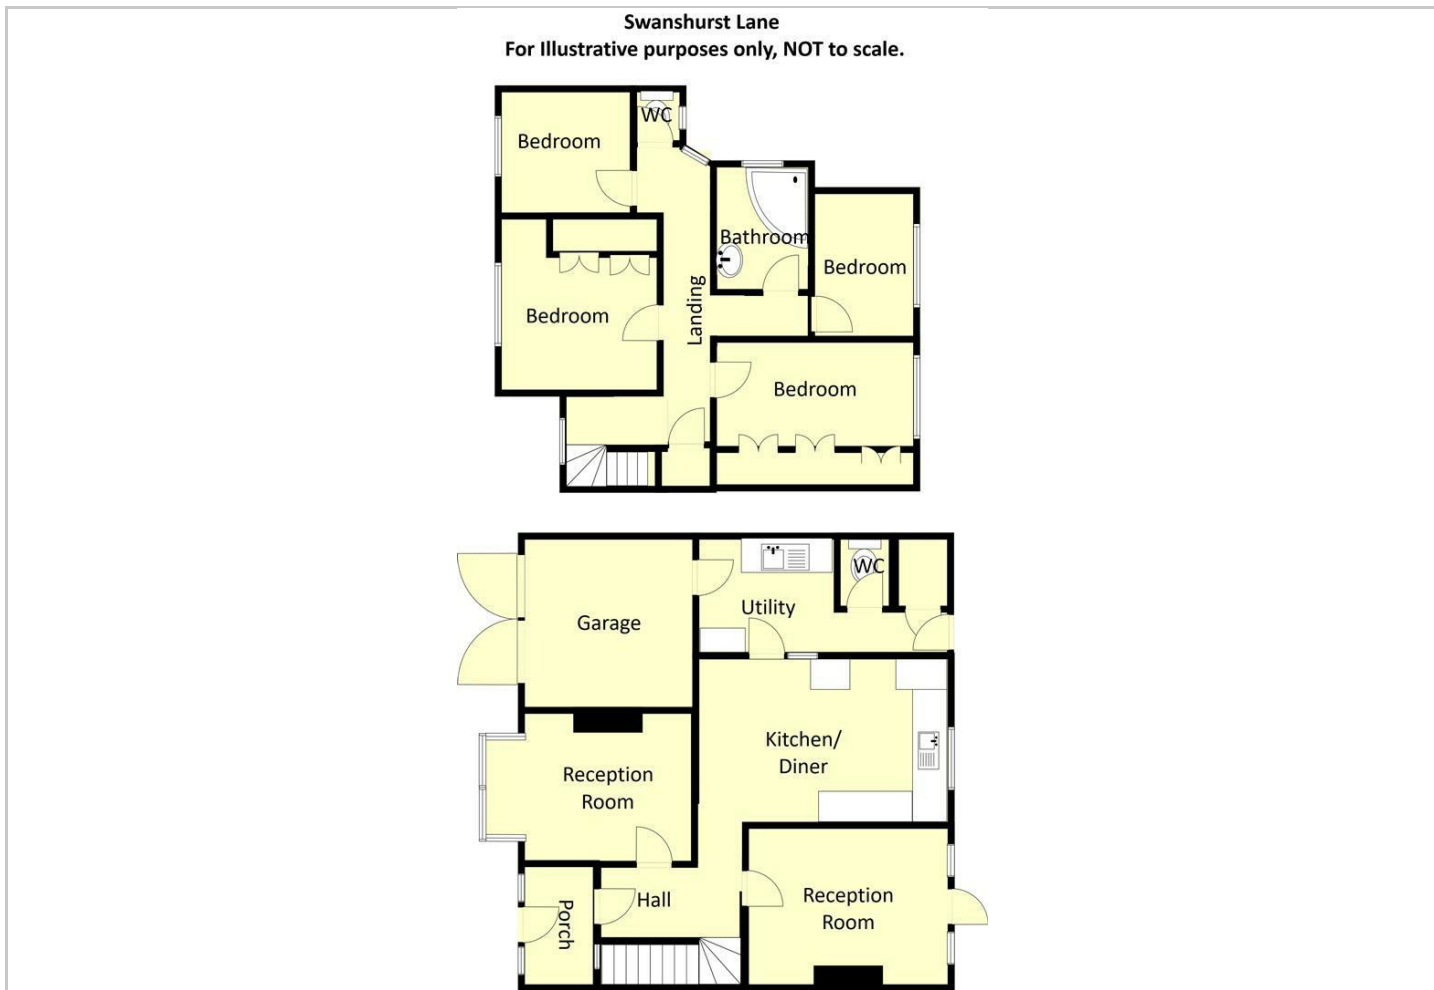 Swanshurst Lane
For Illustrative purposes only, NOT to scale.
WC
Bedroom
Bathroom
Bedroom
Bedroom
Landing
Bedroom
WC
Utility
Garage
Kitchen/
Diner
Reception
Room
Hall
Porch
Reception
Room